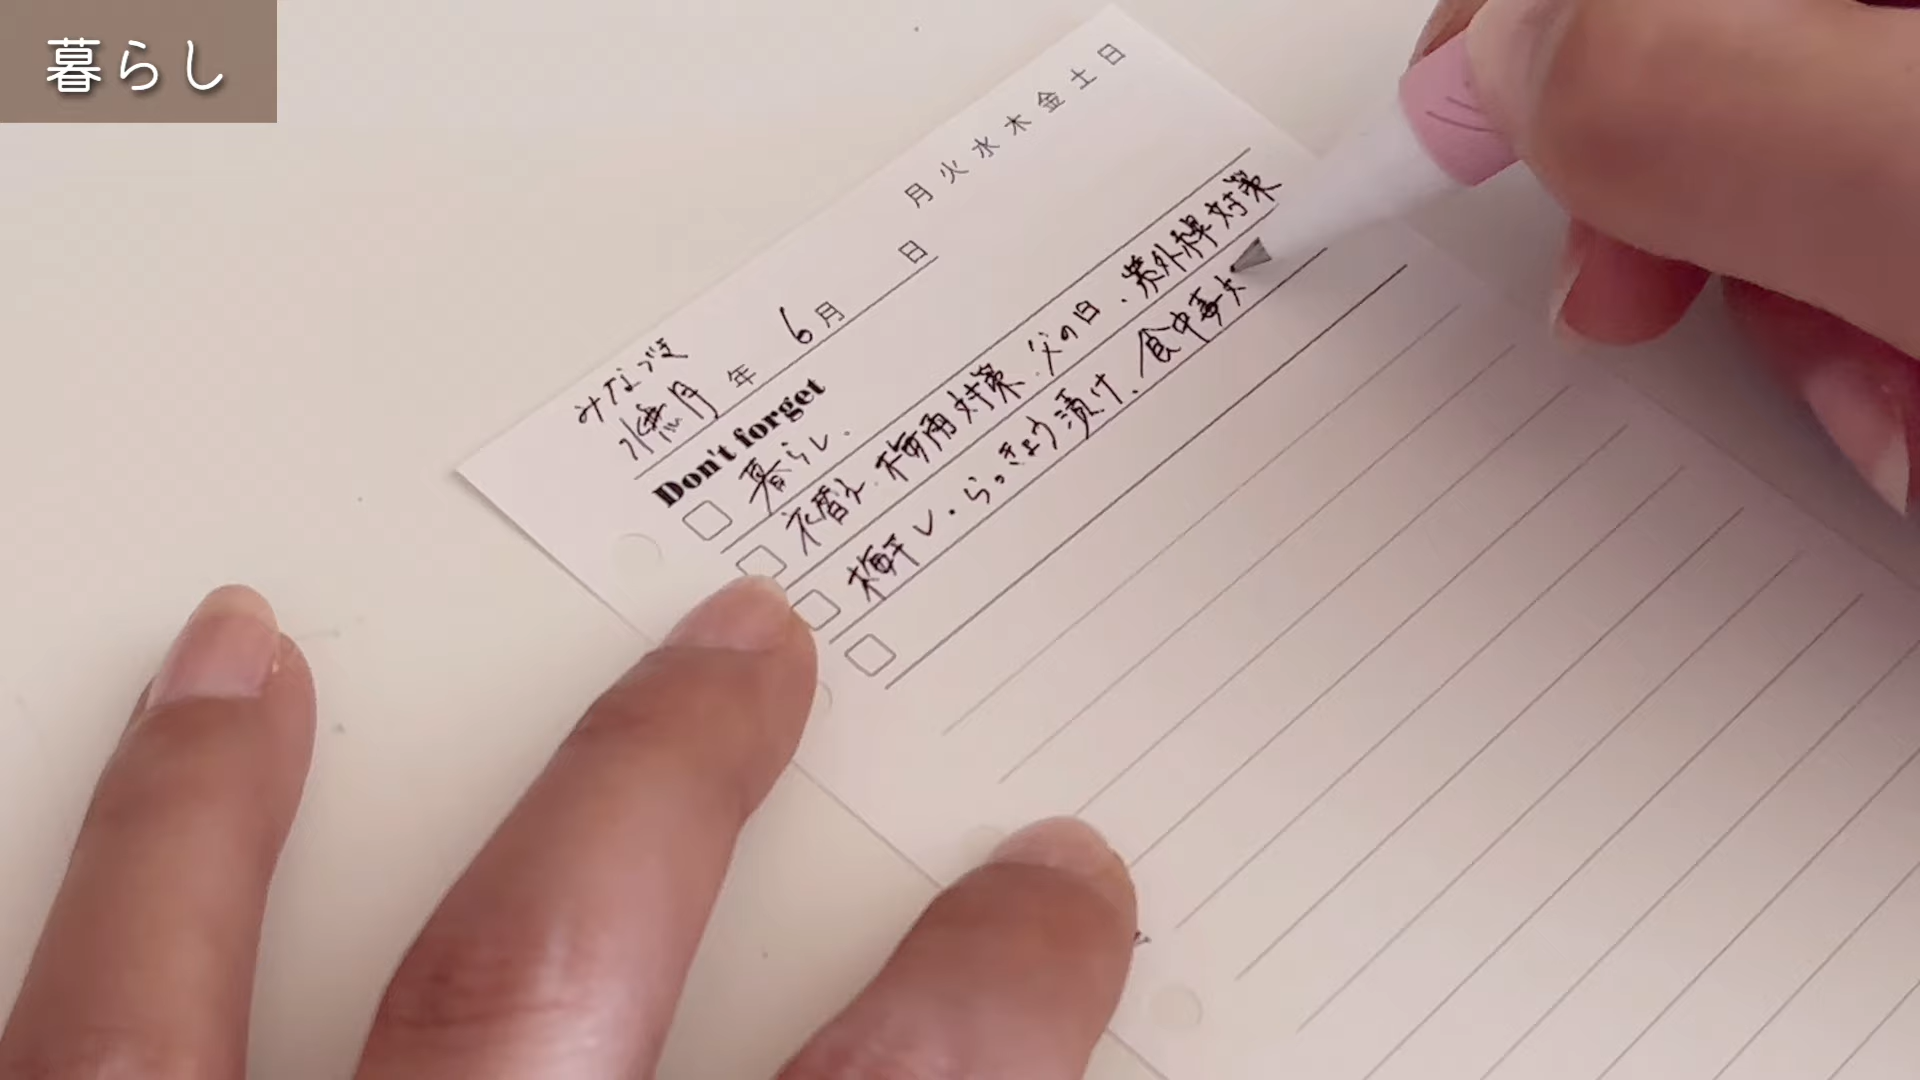 暮らし
月 火 水 木 金 土 日
みなづき
水無月 年 6月 日
Don't forget
暮らし.
衣替え. 梅雨対策. 父の日. 紫外線対策
梅干し・らっきょう漬け. 食中毒